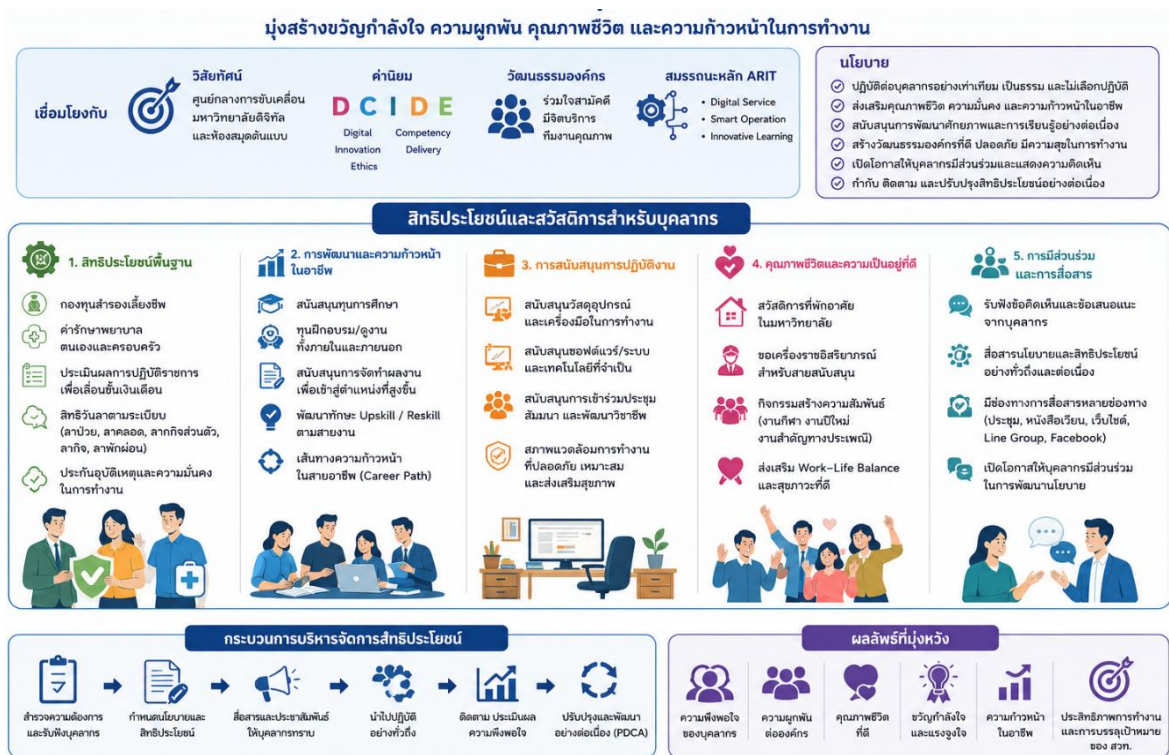 มุ่งสร้างขวัญกำลังใจ ความผูกพัน คุณภาพชีวิต และความก้าวหน้าในการทำงาน
เชื่อมโยงกับ
วิสัยทัศน์
ศูนย์กลางการขับเคลื่อน
มหาวิทยาลัยดิจิทัล
และห้องสมุดต้นแบบ
ค่านิยม
DCIDE
Digital
Innovation
Ethics
Competency
Delivery
วัฒนธรรมองค์กร
ร่วมใจสามัคคี
มีจิตบริการ
ทีมงานคุณภาพ
สมรรถนะหลัก ARIT
• Digital Service
• Smart Operation
• Innovative Learning
นโยบาย
ปฏิบัติต่อบุคลากรอย่างเท่าเทียม เป็นธรรม และไม่เลือกปฏิบัติ
ส่งเสริมคุณภาพชีวิต ความมั่นคง และความก้าวหน้าในอาชีพ
สนับสนุนการพัฒนาศักยภาพและการเรียนรู้อย่างต่อเนื่อง
สร้างวัฒนธรรมองค์กรที่ดี ปลอดภัย มีความสุขในการทำงาน
เปิดโอกาสให้บุคลากรมีส่วนร่วมและแสดงความคิดเห็น
กำกับ ติดตาม และปรับปรุงสิทธิประโยชน์อย่างต่อเนื่อง
สิทธิประโยชน์และสวัสดิการสำหรับบุคลากร
1. สิทธิประโยชน์พื้นฐาน
กองทุนสำรองเลี้ยงชีพ
ค่ารักษาพยาบาล
ตนเองและครอบครัว
ประเมินผลการปฏิบัติราชการ
เพื่อเลื่อนขั้นเงินเดือน
สิทธิวันลาตามระเบียบ
(ลาป่วย, ลาคลอด, ลากกิจส่วนตัว,
ลากิจ, ลาพักผ่อน)
ประกันอุบัติเหตุและความมั่นคง
ในการทำงาน
2. การพัฒนาและความก้าวหน้า
ในอาชีพ
สนับสนุนทุนการศึกษา
ทุนฝึกอบรม/ดูงาน
ทั้งภายในและภายนอก
สนับสนุนการจัดทำผลงาน
เพื่อเข้าสู่ตำแหน่งที่สูงขึ้น
พัฒนาทักษะ Upskill / Reskill
ตามสายงาน
เส้นทางความก้าวหน้า
ในสายอาชีพ (Career Path)
3. การสนับสนุนการปฏิบัติงาน
สนับสนุนวัสดุอุปกรณ์
และเครื่องมือในการทำงาน
สนับสนุนซอฟต์แวร์/ระบบ
และเทคโนโลยีที่จำเป็น
สนับสนุนการเข้าร่วมประชุม
สัมมนา และพัฒนาวิชาชีพ
สภาพแวดล้อมการทำงาน
ที่ปลอดภัย เหมาะสม
และส่งเสริมสุขภาพ
4. คุณภาพชีวิตและความเป็นอยู่ที่ดี
สวัสดิการที่พักอาศัย
ในมหาวิทยาลัย
ขอเครื่องราชอิสริยาภรณ์
สำหรับสายสนับสนุน
กิจกรรมสร้างความสัมพันธ์
(งานกีฬา งานปีใหม่
งานสำคัญทางประเพณี)
ส่งเสริม Work–Life Balance
และสุขภาวะที่ดี
5. การมีส่วนร่วม
และการสื่อสาร
รับฟังข้อคิดเห็นและข้อเสนอแนะ
จากบุคลากร
สื่อสารนโยบายและสิทธิประโยชน์
อย่างทั่วถึงและต่อเนื่อง
มีช่องทางการสื่อสารหลายช่องทาง
(ประชุม, หนังสือเวียน, เว็บไซต์,
Line Group, Facebook)
เปิดโอกาสให้บุคลากรมีส่วนร่วม
ในการพัฒนานโยบาย
กระบวนการบริหารจัดการสิทธิประโยชน์
สำรวจความต้องการ
และรับฟังบุคลากร
กำหนดนโยบายและ
สิทธิประโยชน์
สื่อสารและประชาสัมพันธ์
ให้บุคลากรทราบ
นำไปปฏิบัติ
อย่างทั่วถึง
ติดตาม ประเมินผล
ความพึงพอใจ
ปรับปรุงและพัฒนา
อย่างต่อเนื่อง (PDCA)
ผลลัพธ์ที่มุ่งหวัง
ความพึงพอใจ
ของบุคลากร
ความผูกพัน
ต่อองค์กร
คุณภาพชีวิต
ที่ดี
ขวัญกำลังใจ
และแรงจูงใจ
ความก้าวหน้า
ในอาชีพ
ประสิทธิภาพการทำงาน
และการบรรลุเป้าหมาย
ของ สวท.